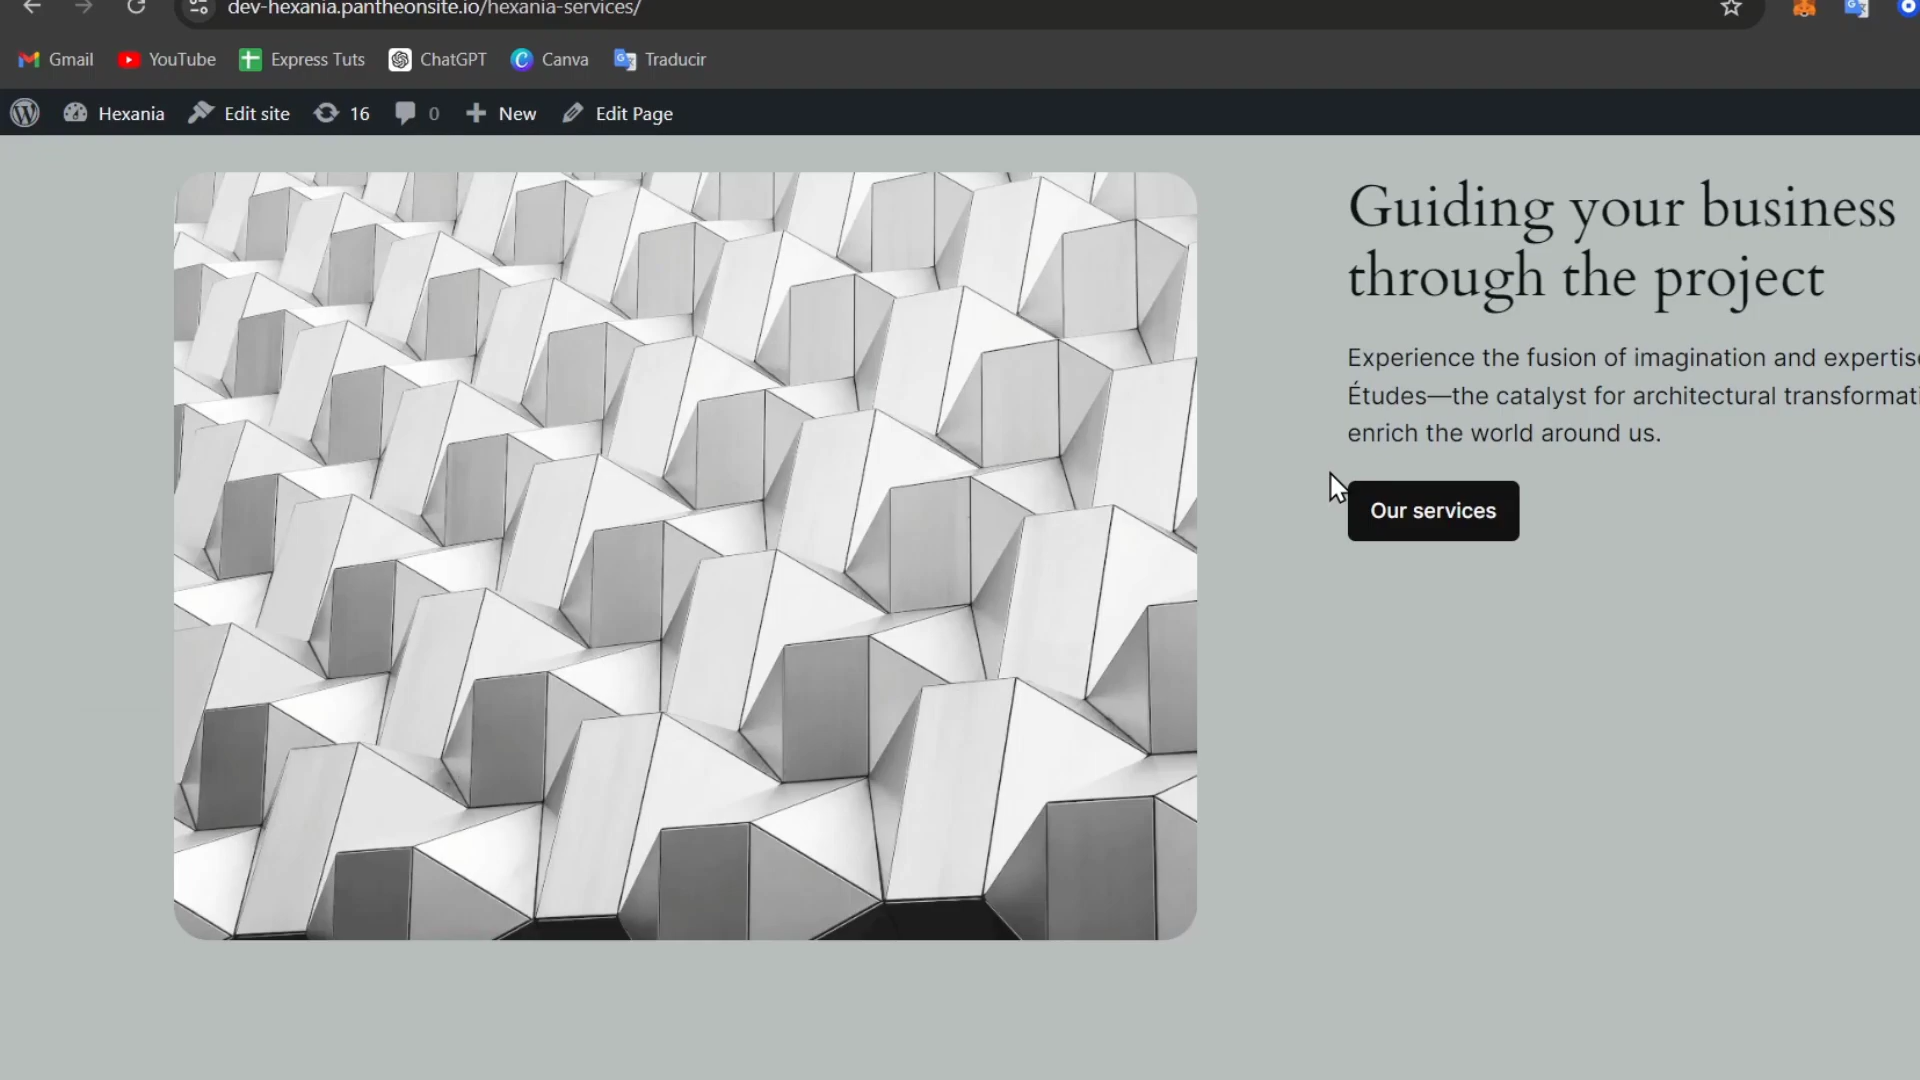 dev-hexania.pantheonsite.io/hexania-services/
Gmail YouTube Express Tuts ChatGPT Canva Traducir
Hexania Edit site 16 0 New Edit Page
Guiding your business
through the project
Experience the fusion of imagination and
Études—the catalyst for architectural
enrich the world around us.
Our services